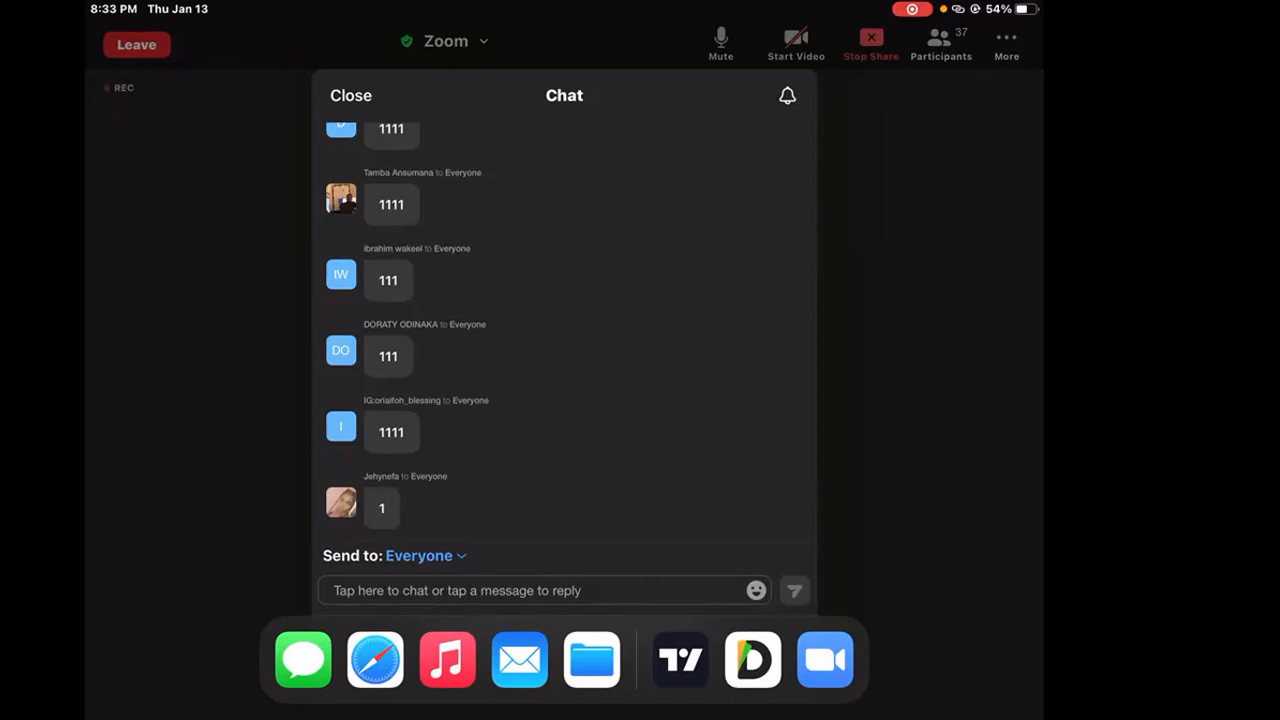 8:33 PM Thu Jan 13
54%
Leave
Zoom
37
Mute
Start Video
Stop Share
Participants
More
REC
Close
Chat
1111
Tamba Ansumana to Everyone
1111
ibrahim wakeel to Everyone
IW
111
DORATY ODINAKA to Everyone
DO
111
IG:oriaifoh_blessing to Everyone
I
1111
Jehynefa to Everyone
1
Send to: Everyone
Tap here to chat or tap a message to reply